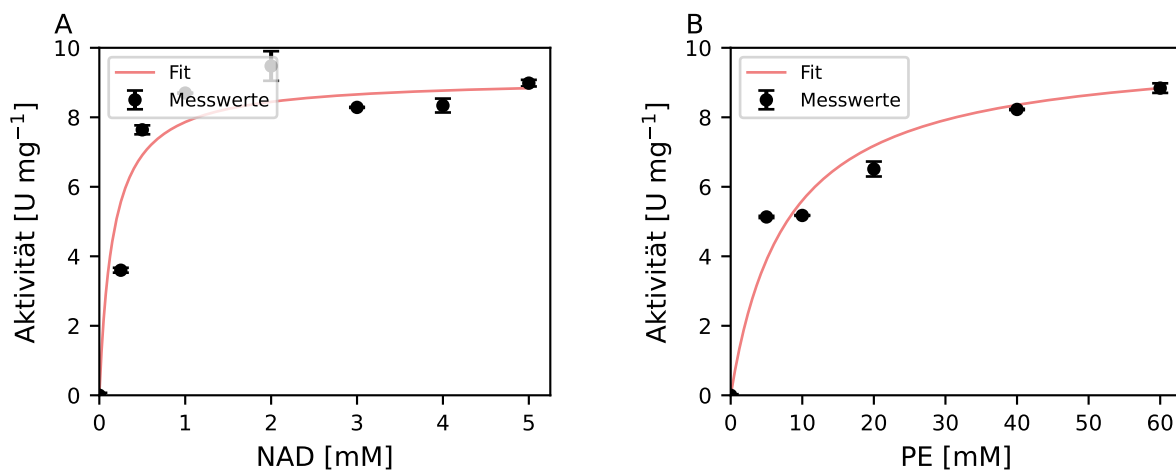 A
Aktivität [U mg⁻¹]
10
8
6
4
2
0
Fit
Messwerte
0 1 2 3 4 5
NAD [mM]
B
Aktivität [U mg⁻¹]
10
8
6
4
2
0
Fit
Messwerte
0 10 20 30 40 50 60
PE [mM]